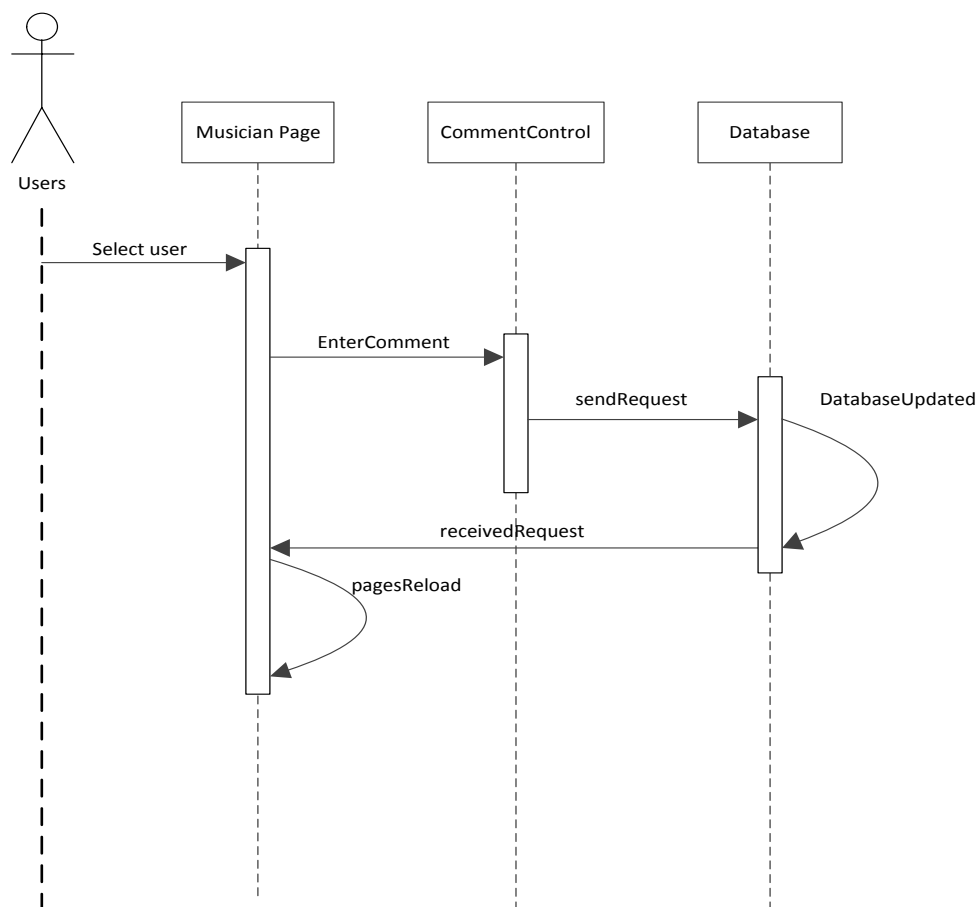 Users
Musician Page
CommentControl
Database
Select user
EnterComment
sendRequest
DatabaseUpdated
receivedRequest
pagesReload